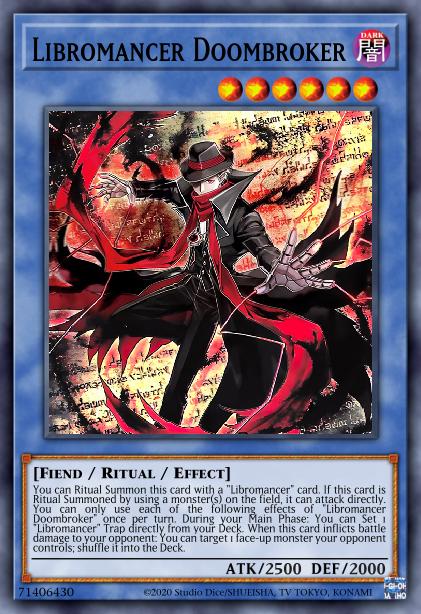 LIBROMANCER DOOMBROKER
DARK
闇
[FIEND / RITUAL / EFFECT]
You can Ritual Summon this card with a "Libromancer" card. If this card is
Ritual Summoned by using a monster(s) on the field, it can attack directly.
You can only use each of the following effects of "Libromancer
Doombroker" once per turn. During your Main Phase: You can Set 1
"Libromancer" Trap directly from your Deck. When this card inflicts battle
damage to your opponent: You can target 1 face-up monster your opponent
controls; shuffle it into the Deck.
ATK/2500 DEF/2000
71406430
©2020 Studio Dice/SHUEISHA, TV TOKYO, KONAMI